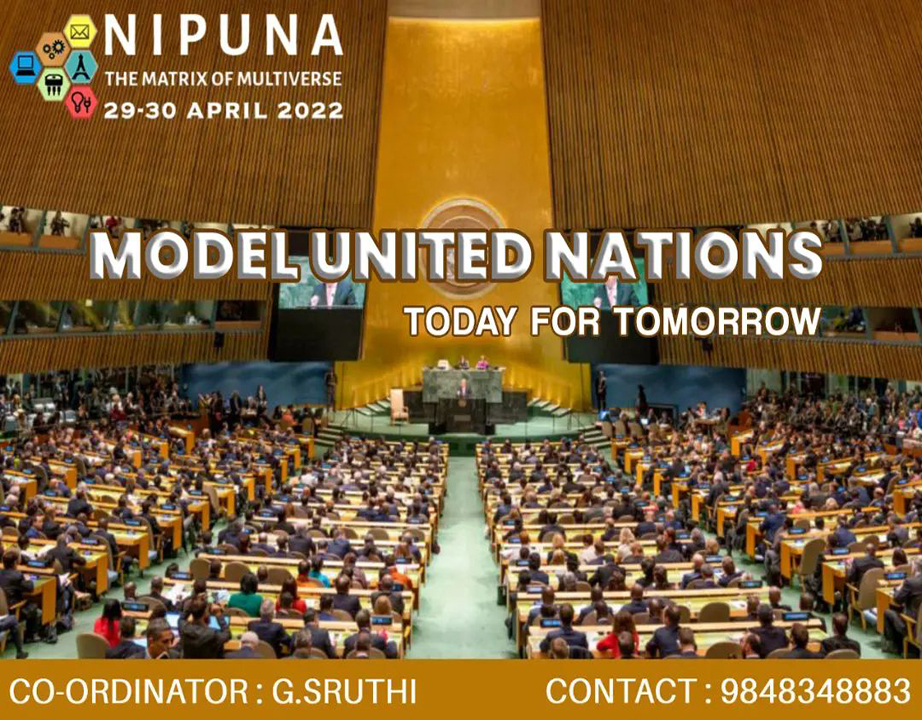 NIPUNA
THE MATRIX OF MULTIVERSE
29-30 APRIL 2022
MODEL UNITED NATIONS
TODAY FOR TOMORROW
CO-ORDINATOR : G.SRUTHI
CONTACT : 9848348883